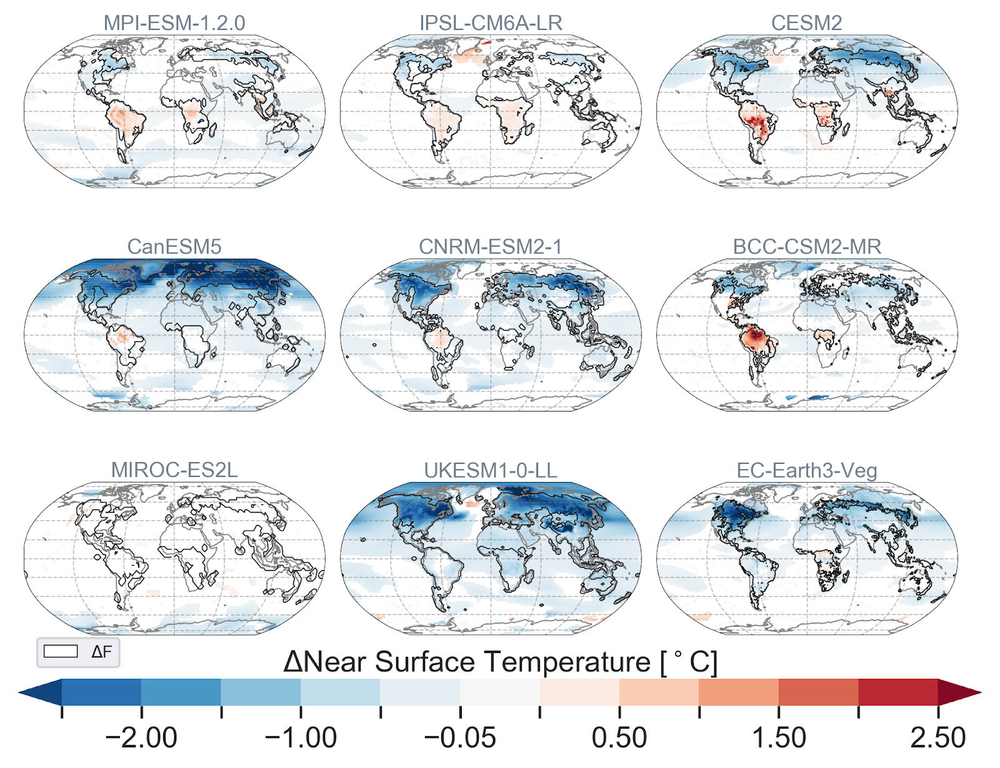 MPI-ESM-1.2.0 IPSL-CM6A-LR CESM2
CanESM5 CNRM-ESM2-1 BCC-CSM2-MR
MIROC-ES2L UKESM1-0-LL EC-Earth3-Veg
ΔF
ΔNear Surface Temperature [°C]
−2.00 −1.00 −0.05 0.50 1.50 2.50